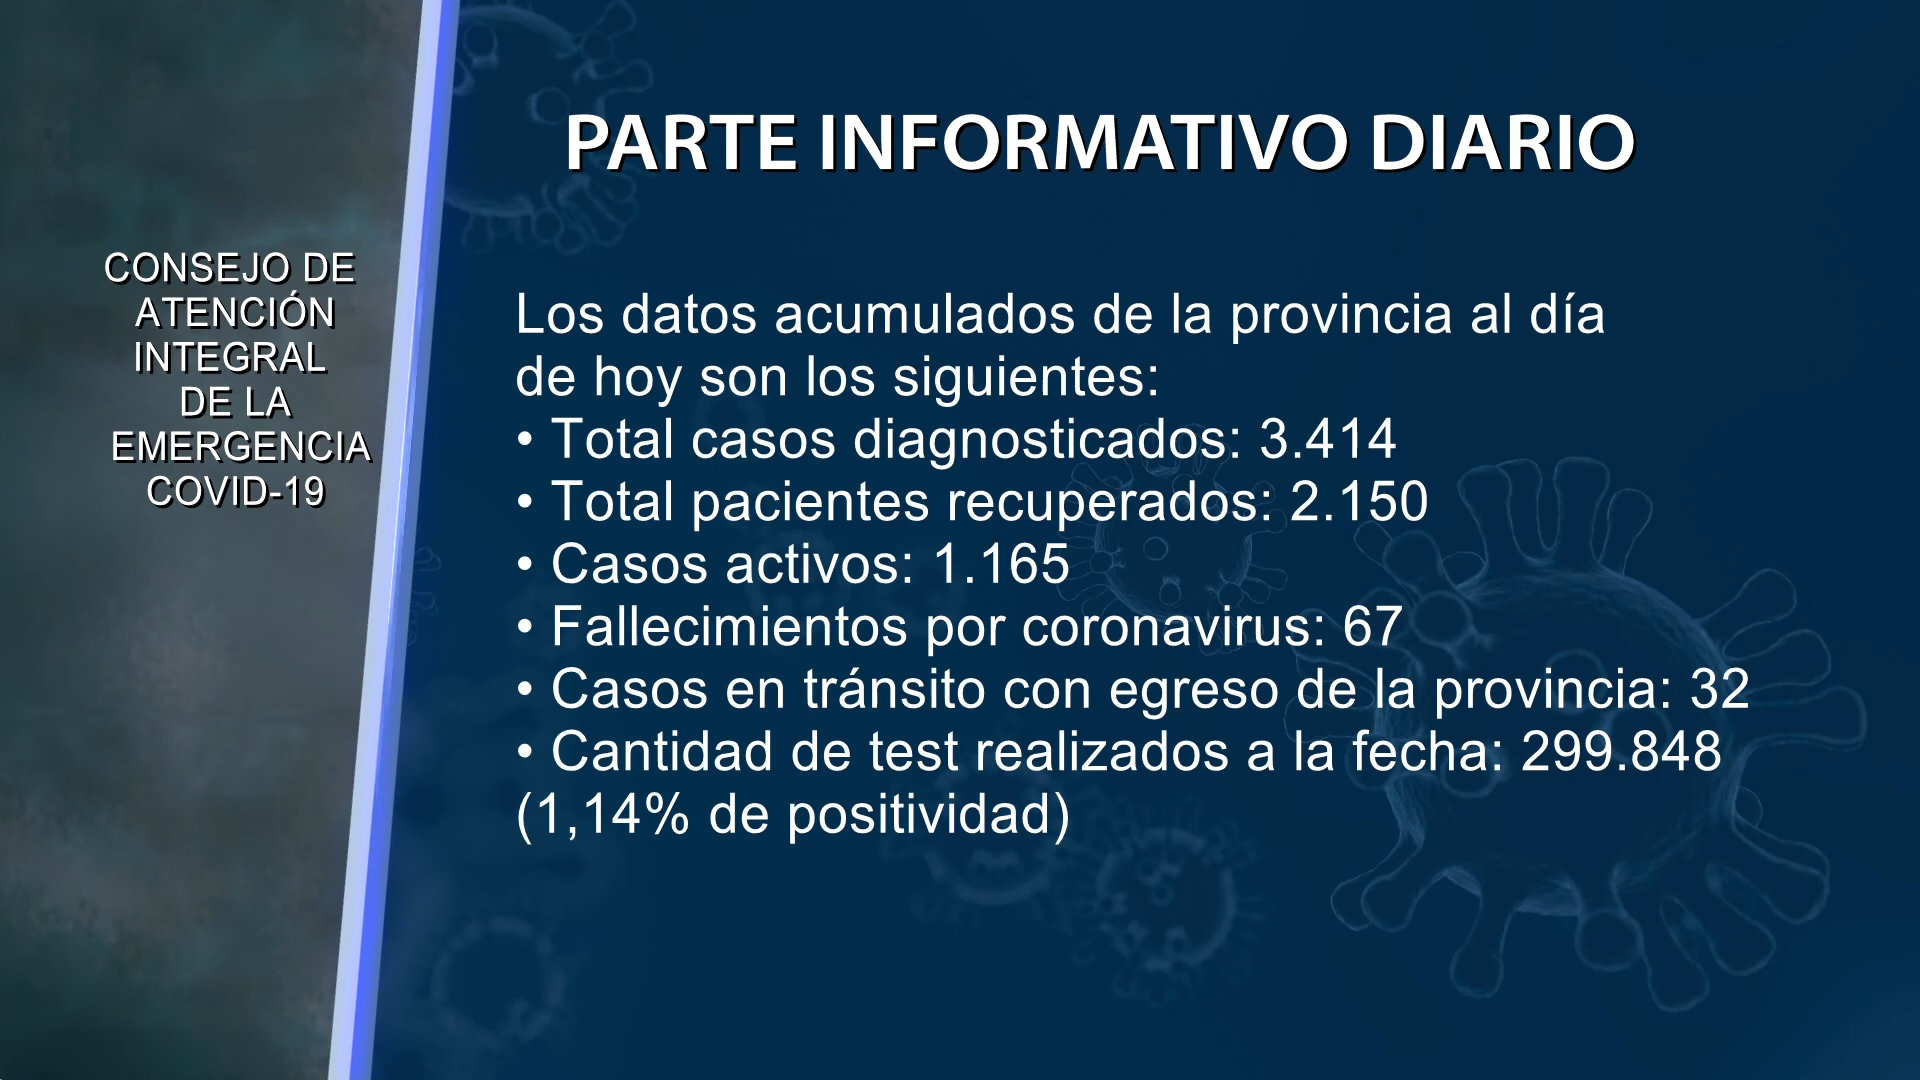 CONSEJO DE
ATENCIÓN
INTEGRAL
DE LA
EMERGENCIA
COVID-19
PARTE INFORMATIVO DIARIO
Los datos acumulados de la provincia al día
de hoy son los siguientes:
• Total casos diagnosticados: 3.414
• Total pacientes recuperados: 2.150
• Casos activos: 1.165
• Fallecimientos por coronavirus: 67
• Casos en tránsito con egreso de la provincia: 32
• Cantidad de test realizados a la fecha: 299.848
(1,14% de positividad)